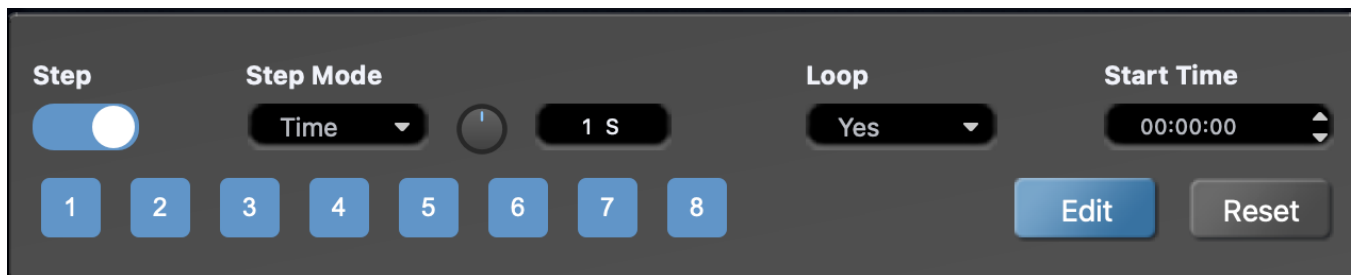 Step Step Mode Loop Start Time
Time 1 S Yes 00:00:00
1 2 3 4 5 6 7 8 Edit Reset